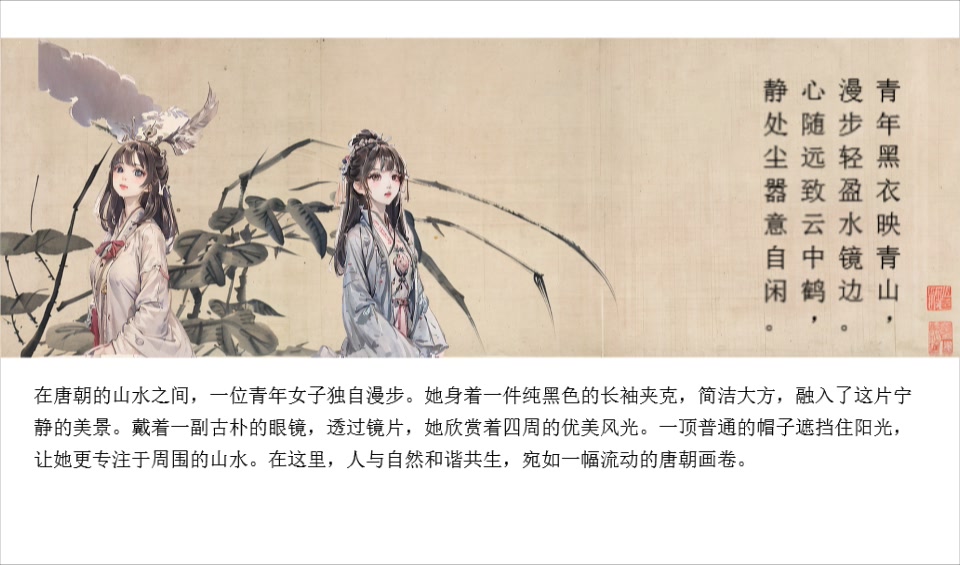 青年黑衣映青山，
漫步轻盈水镜边。
心随远致云中鹤，
静处尘器意自闲。
在唐朝的山水之间，一位青年女子独自漫步。她身着一件纯黑色的长袖夹克，简洁大方，融入了这片宁
静的美景。戴着一副古朴的眼镜，透过镜片，她欣赏着四周的优美风光。一顶普通的帽子遮挡住阳光，
让她更专注于周围的山水。在这里，人与自然和谐共生，宛如一幅流动的唐朝画卷。